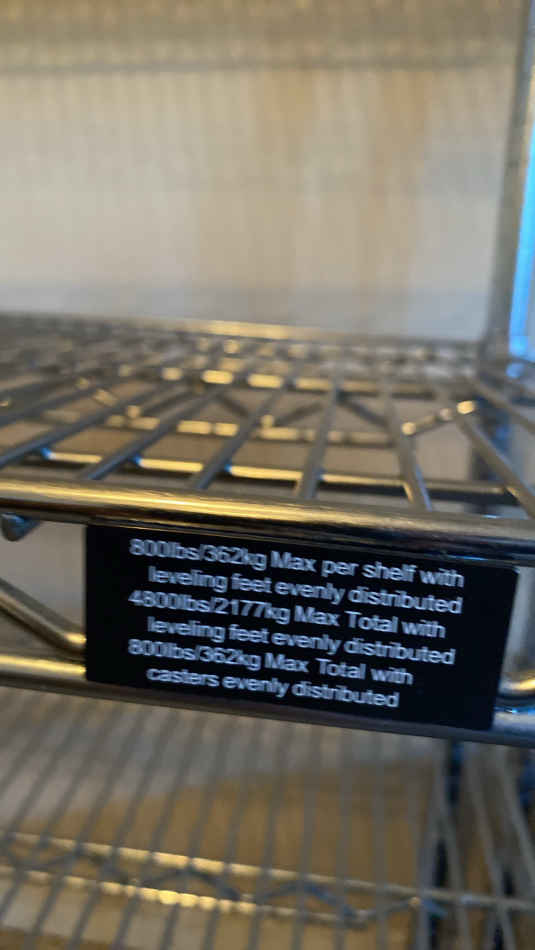 800lbs/362kg Max per shelf with
leveling feet evenly distributed
4800lbs/2177kg Max Total with
leveling feet evenly distributed
800lbs/362kg Max Total with
casters evenly distributed